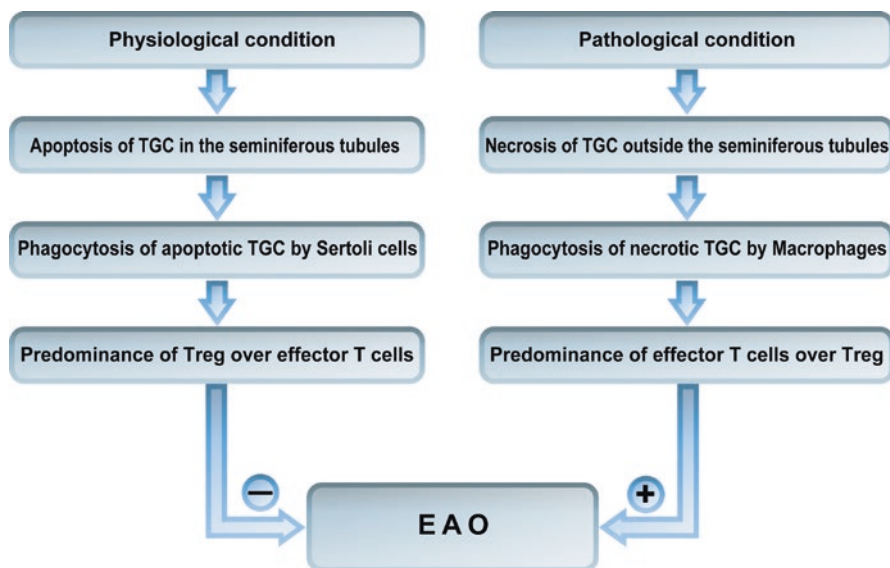 Physiological condition
Apoptosis of TGC in the seminiferous tubules
Phagocytosis of apoptotic TGC by Sertoli cells
Predominance of Treg over effector T cells
Pathological condition
Necrosis of TGC outside the seminiferous tubules
Phagocytosis of necrotic TGC by Macrophages
Predominance of effector T cells over Treg
−
+
EAO